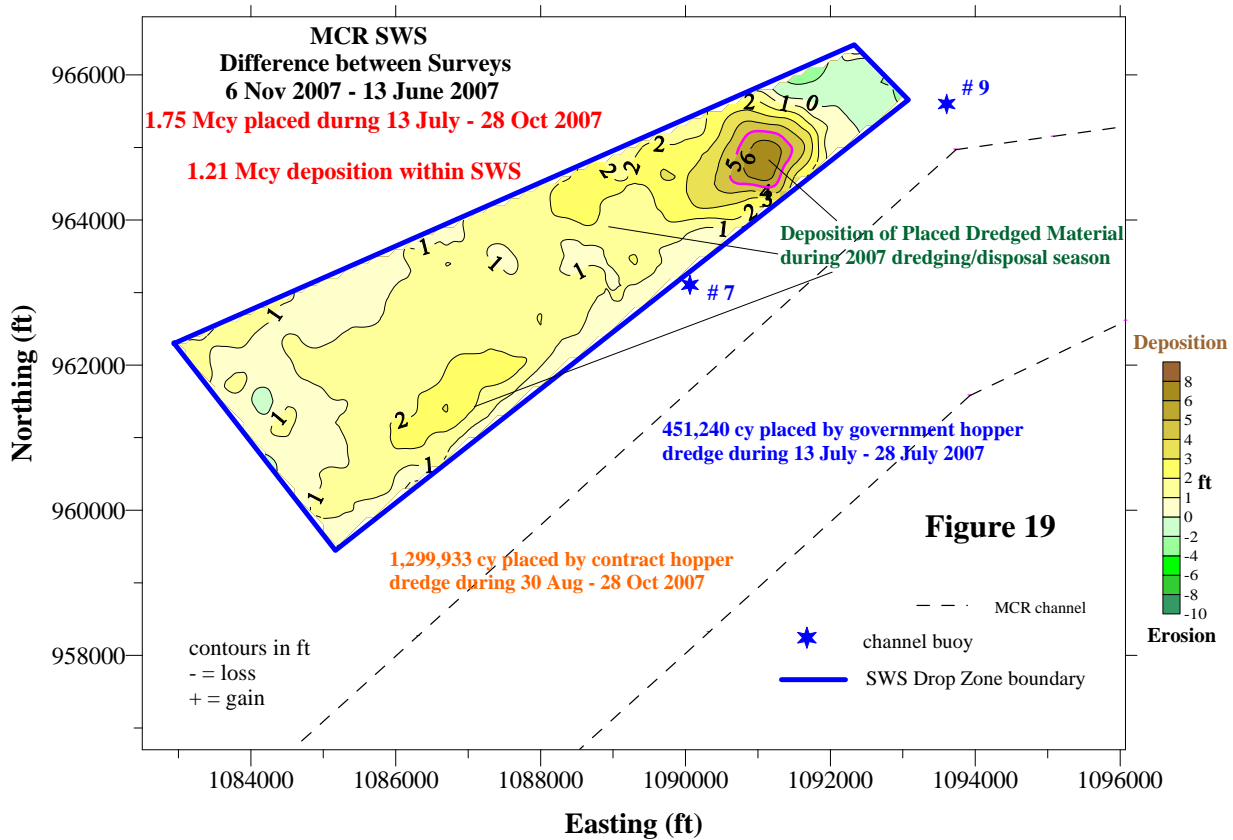 MCR SWS
Difference between Surveys
6 Nov 2007 - 13 June 2007
1.75 Mcy placed durng 13 July - 28 Oct 2007
1.21 Mcy deposition within SWS
# 9
2 1 0
2
2 2
5 6
4
3
2
1
1
1
1
1
1
2
1
1
1
Deposition of Placed Dredged Material
during 2007 dredging/disposal season
# 7
451,240 cy placed by government hopper
dredge during 13 July - 28 July 2007
1,299,933 cy placed by contract hopper
dredge during 30 Aug - 28 Oct 2007
Figure 19
MCR channel
channel buoy
SWS Drop Zone boundary
contours in ft
- = loss
+ = gain
Deposition
8
6
5
4
3
2
1
0
-2
-4
-6
-8
-10
ft
Erosion
Northing (ft)
966000
964000
962000
960000
958000
1084000 1086000 1088000 1090000 1092000 1094000 1096000
Easting (ft)